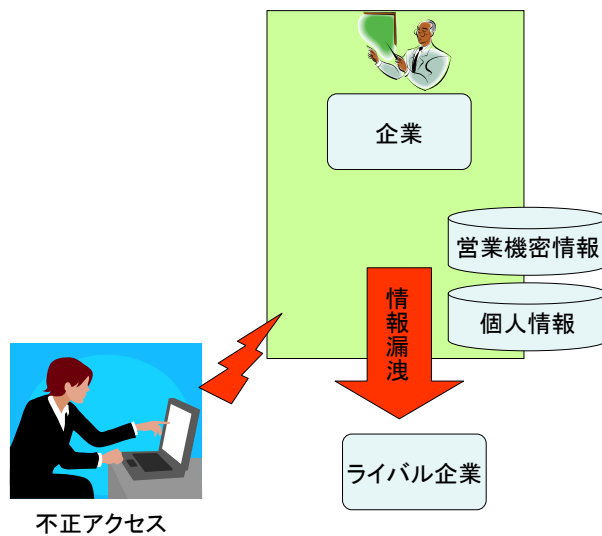 企業
営業機密情報
個人情報
情報漏洩
ライバル企業
不正アクセス